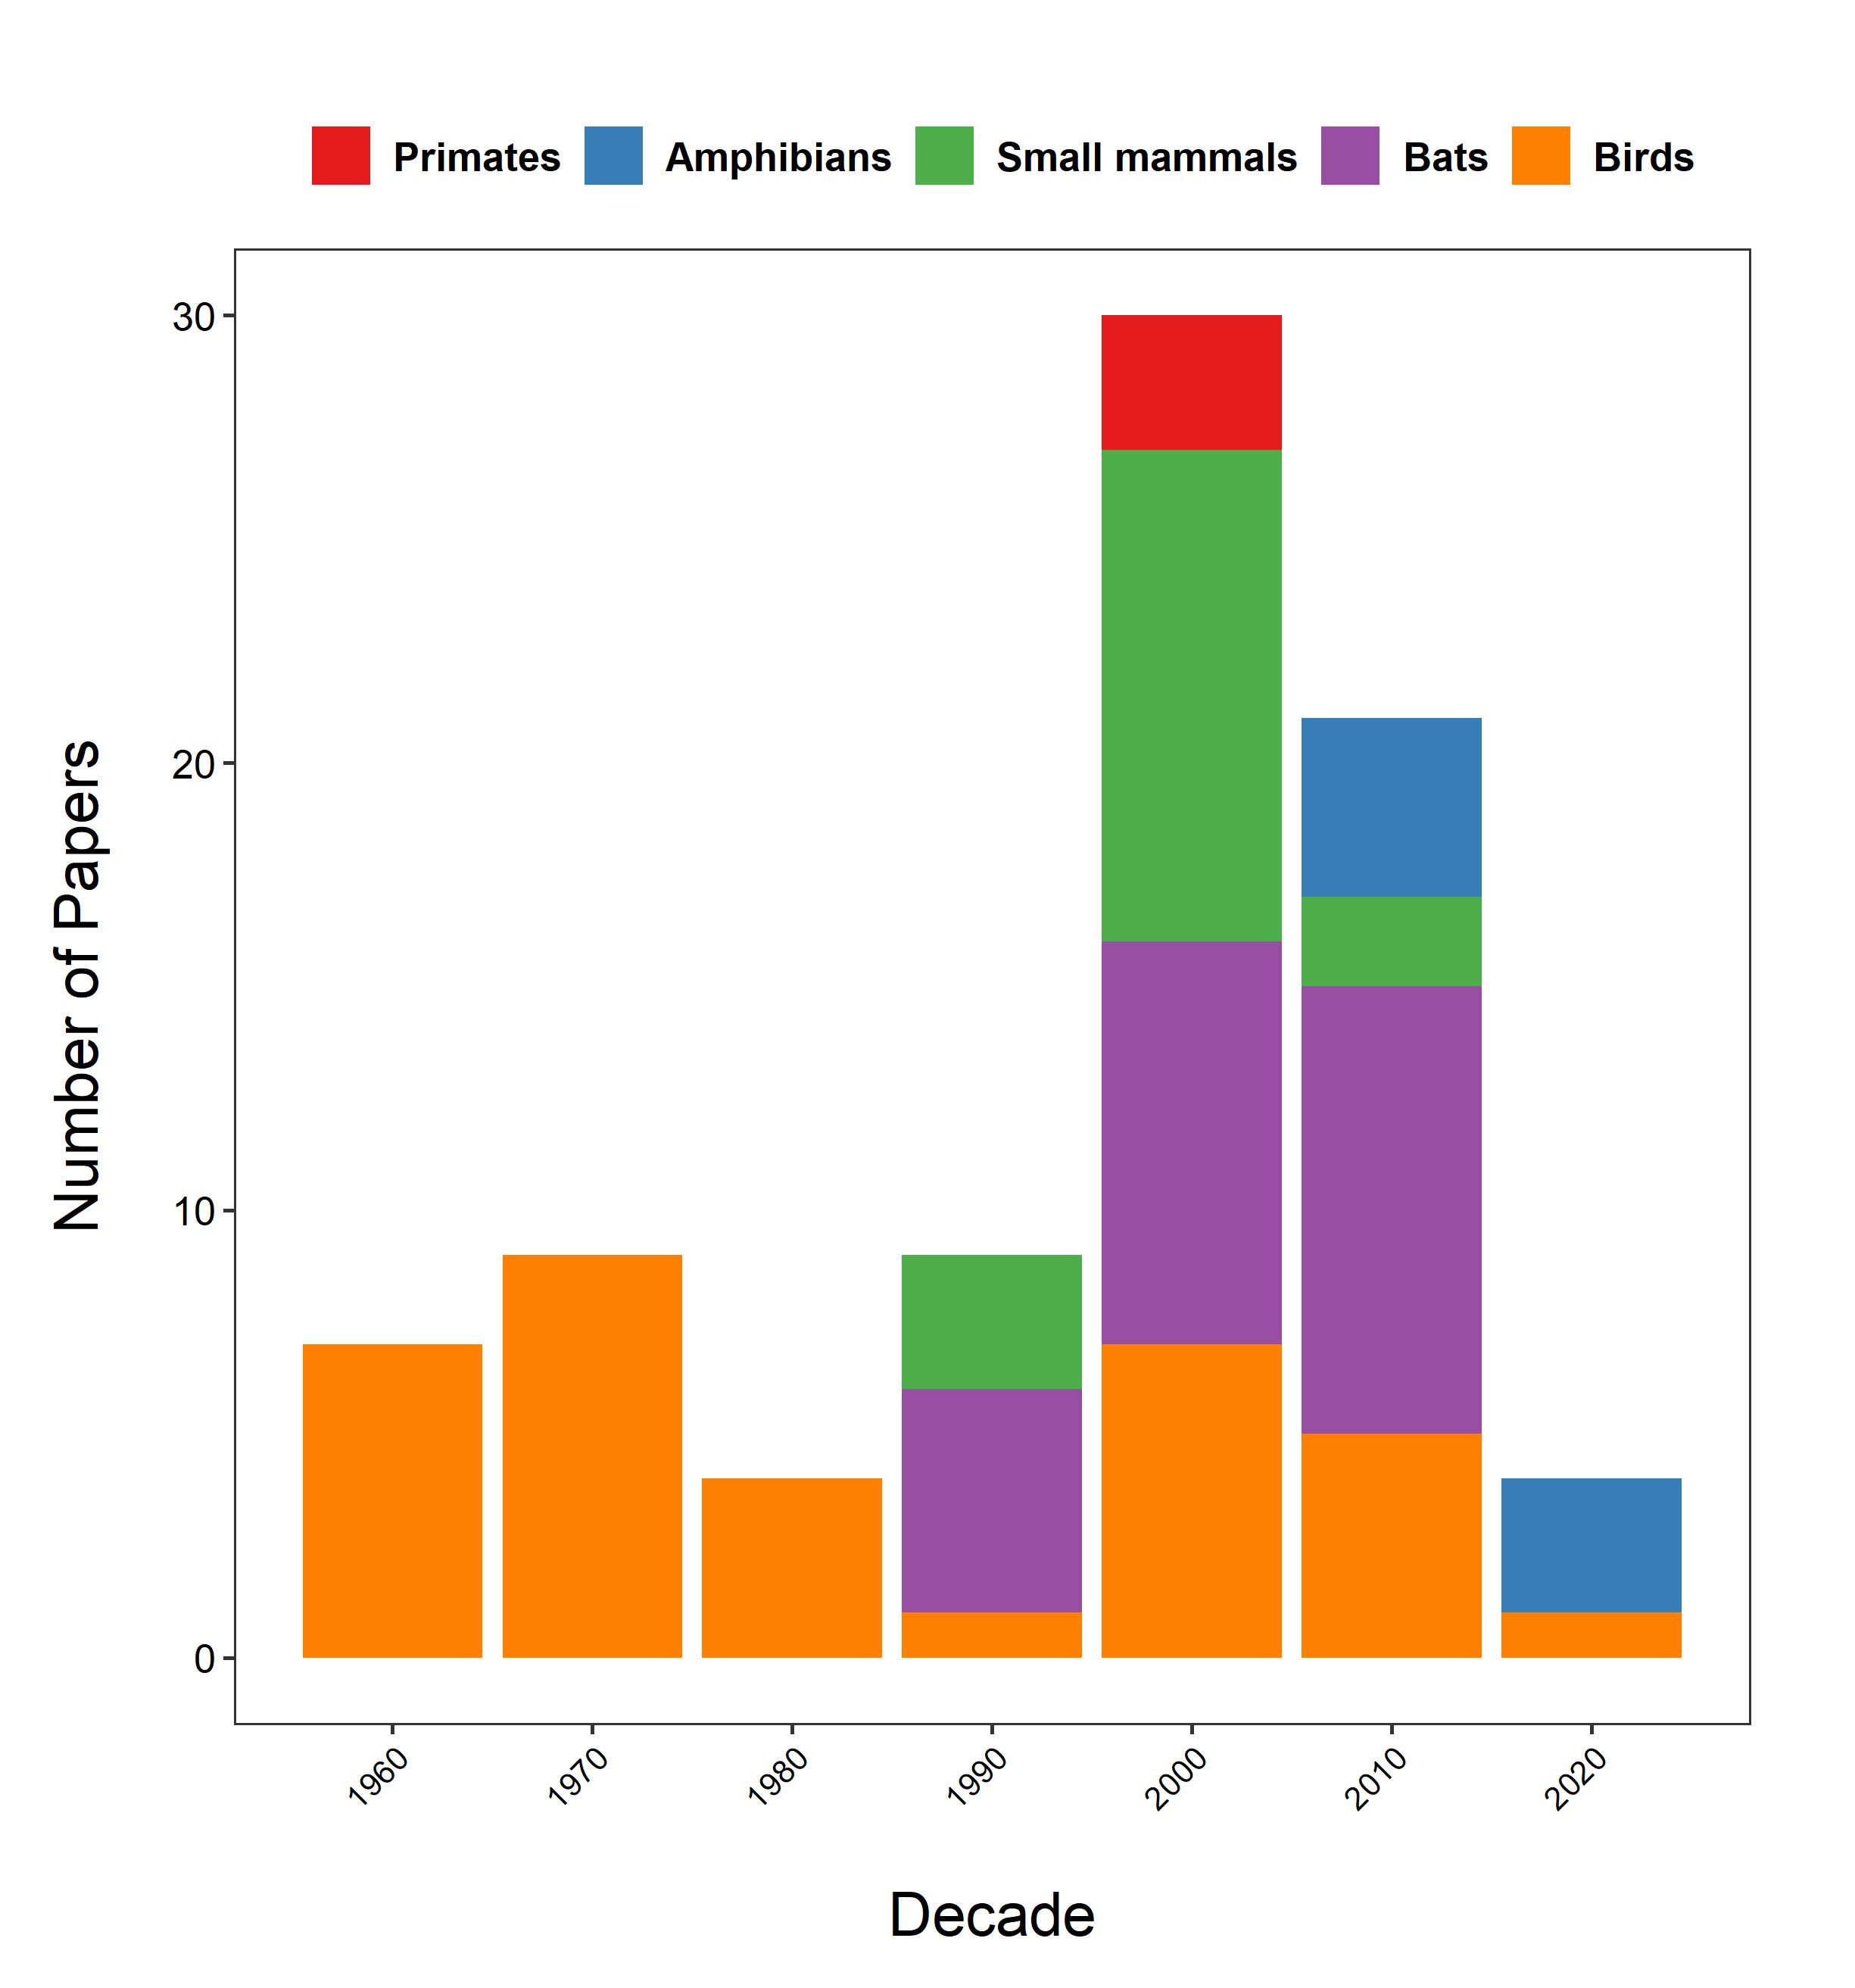 Primates Amphibians Small mammals Bats Birds
30
20
10
0
Number of Papers
1960 1970 1980 1990 2000 2010 2020
Decade